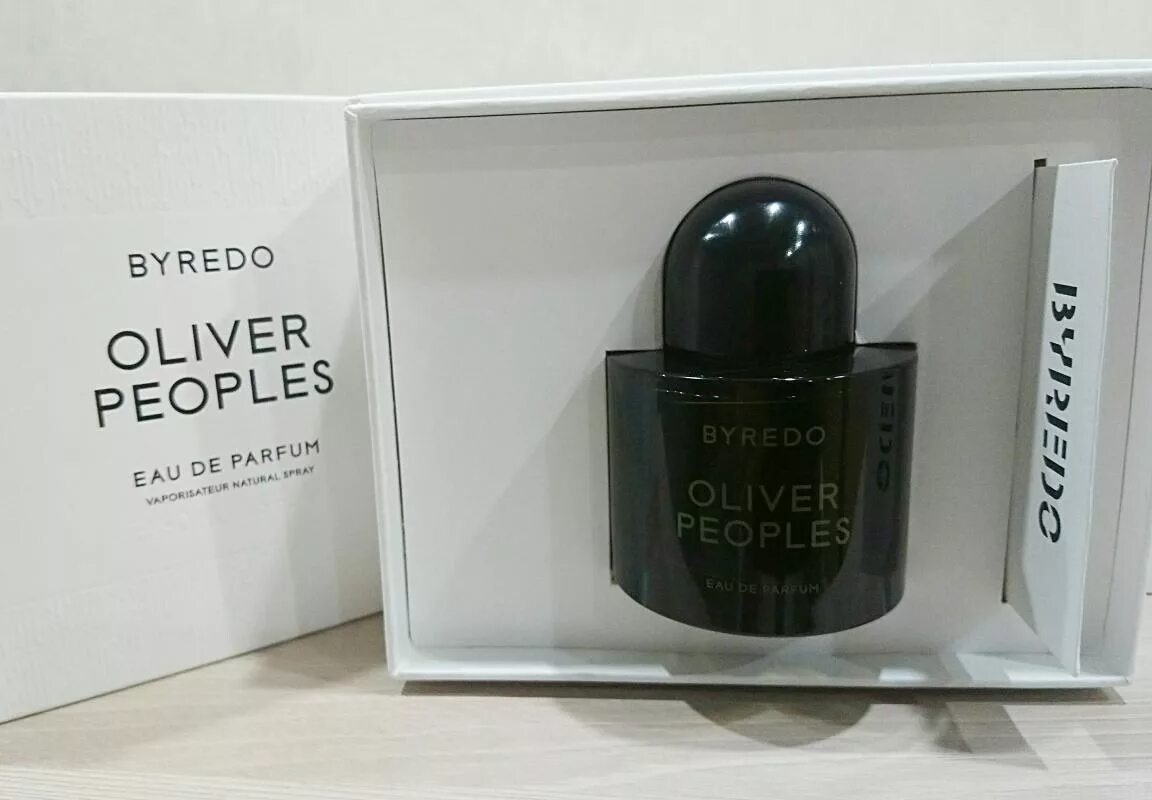 BYREDO
OLIVER
PEOPLES
EAU DE PARFUM
VAPORISATEUR NATURAL SPRAY
BYREDO
OLIVER
PEOPLES
EAU DE PARFUM
BYREDO